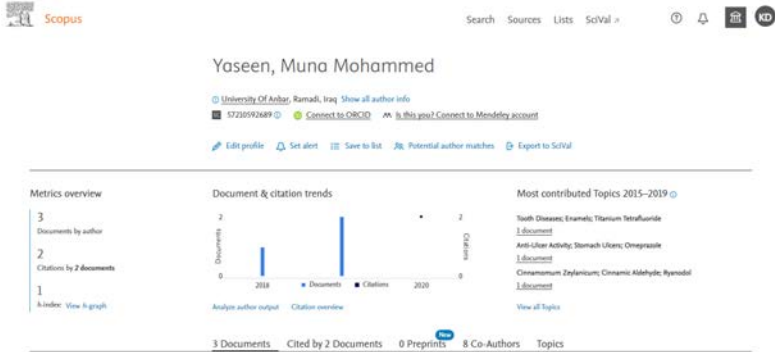 Scopus
Search Sources Lists SciVal ↗
KD
Yaseen, Muna Mohammed
University Of Anbar, Ramadi, Iraq Show all author info
SC 57210592689
Connect to ORCID
Is this you? Connect to Mendeley account
Edit profile Set alert Save to list Potential author matches Export to SciVal
Metrics overview
3
Documents by author
2
Citations by 2 documents
1
h-index: View h-graph
Document & citation trends
2
2
Documents
Citations
0
0
2018
Documents Citations
2020
Analyze author output Citation overview
Most contributed Topics 2015–2019
Tooth Diseases; Enamels; Titanium Tetrafluoride
1 document
Anti-Ulcer Activity; Stomach Ulcers; Omeprazole
1 document
Cinnamomum Zeylanicum; Cinnamic Aldehyde; Ryanodol
1 document
View all Topics
New
3 Documents Cited by 2 Documents 0 Preprints 8 Co-Authors Topics